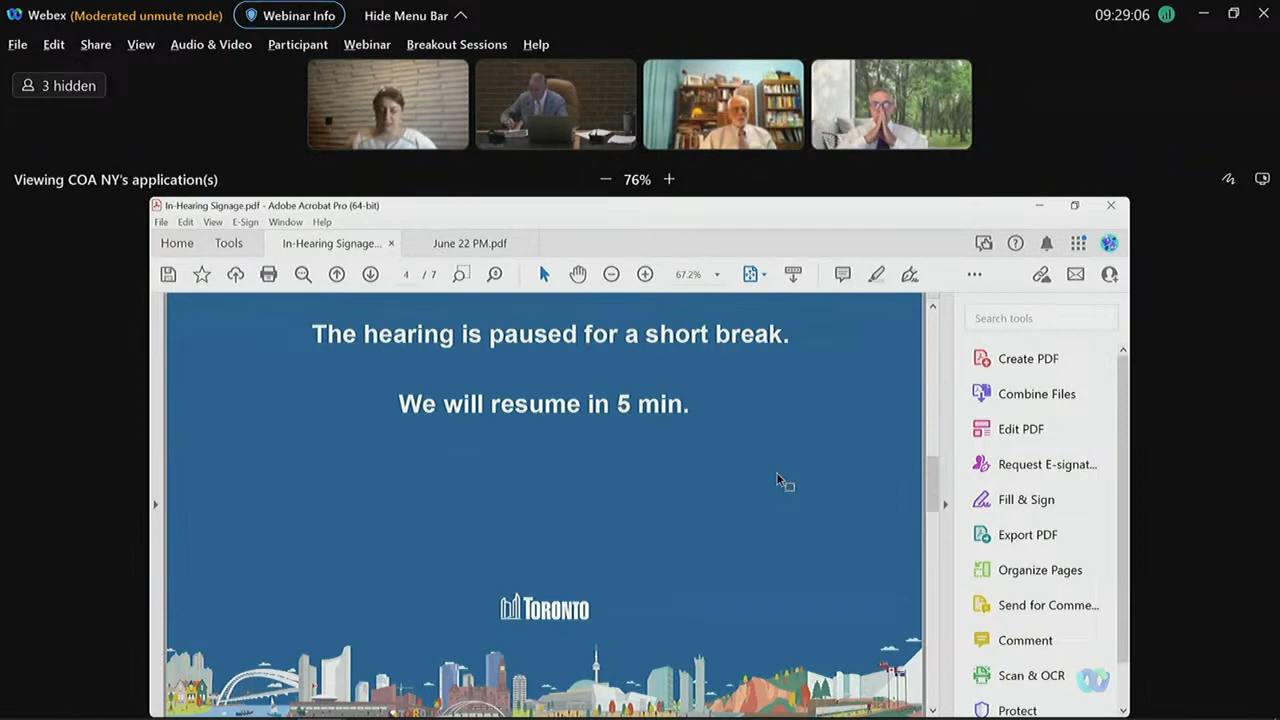 Webex (Moderated unmute mode) Webinar Info Hide Menu Bar 09:29:06
File Edit Share View Audio & Video Participant Webinar Breakout Sessions Help
3 hidden
Viewing COA NY's application(s) 76%
In-Hearing Signage.pdf - Adobe Acrobat Pro (64-bit)
File Edit View E-Sign Window Help
Home Tools In-Hearing Signage... × June 22 PM.pdf
4 / 7 67.2%
Search tools
The hearing is paused for a short break.
We will resume in 5 min.
TORONTO
Create PDF
Combine Files
Edit PDF
Request E-signat...
Fill & Sign
Export PDF
Organize Pages
Send for Comme...
Comment
Scan & OCR
Protect